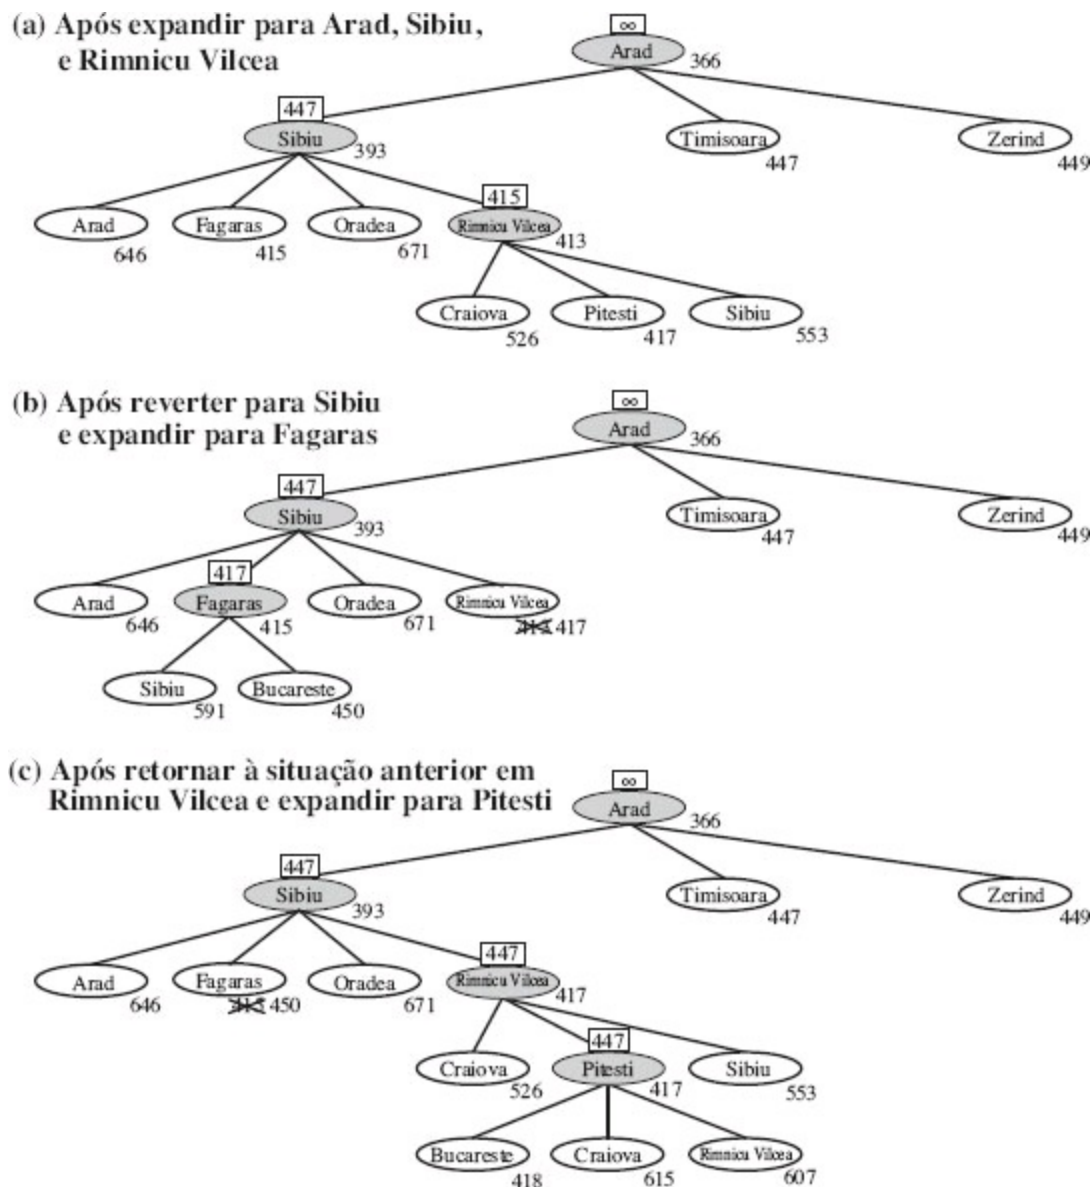 (a) Após expandir para Arad, Sibiu,
e Rimnicu Vilcea
∞
Arad
366
447
Sibiu
393
Timisoara
447
Zerind
449
Arad
646
Fagaras
415
Oradea
671
415
Rimnicu Vilcea
413
Craiova
526
Pitesti
417
Sibiu
553
(b) Após reverter para Sibiu
e expandir para Fagaras
∞
Arad
366
447
Sibiu
393
Timisoara
447
Zerind
449
Arad
646
417
Fagaras
415
Oradea
671
Rimnicu Vilcea
413 417
Sibiu
591
Bucareste
450
(c) Após retornar à situação anterior em
Rimnicu Vilcea e expandir para Pitesti
∞
Arad
366
447
Sibiu
393
Timisoara
447
Zerind
449
Arad
646
Fagaras
450
Oradea
671
447
Rimnicu Vilcea
417
Craiova
526
447
Pitesti
417
Sibiu
553
Bucareste
418
Craiova
615
Rimnicu Vilcea
607